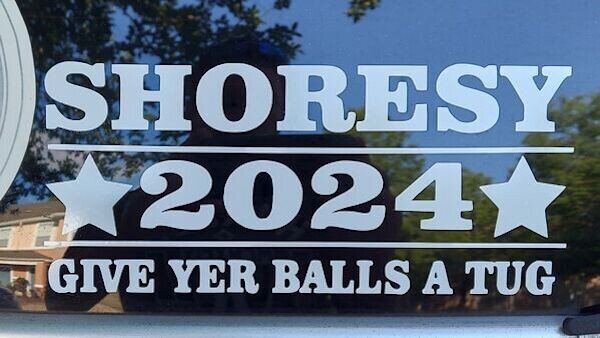 SHORESY
2024
GIVE YER BALLS A TUG